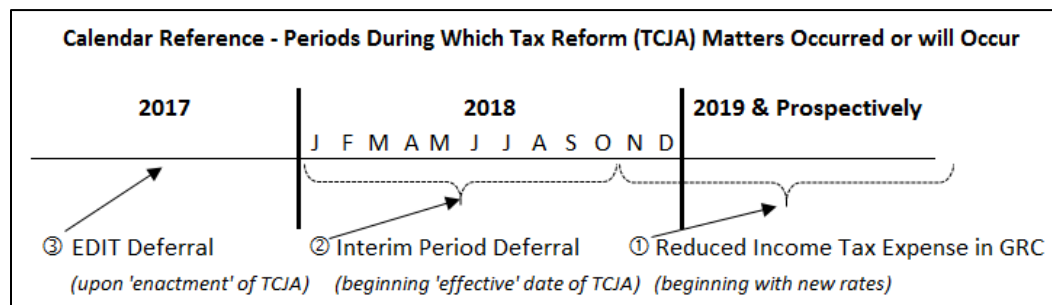 Calendar Reference - Periods During Which Tax Reform (TCJA) Matters Occurred or will Occur
2017 2018 2019 & Prospectively
J F M A M J J A S O N D
③ EDIT Deferral ② Interim Period Deferral ① Reduced Income Tax Expense in GRC
(upon 'enactment' of TCJA) (beginning 'effective' date of TCJA) (beginning with new rates)